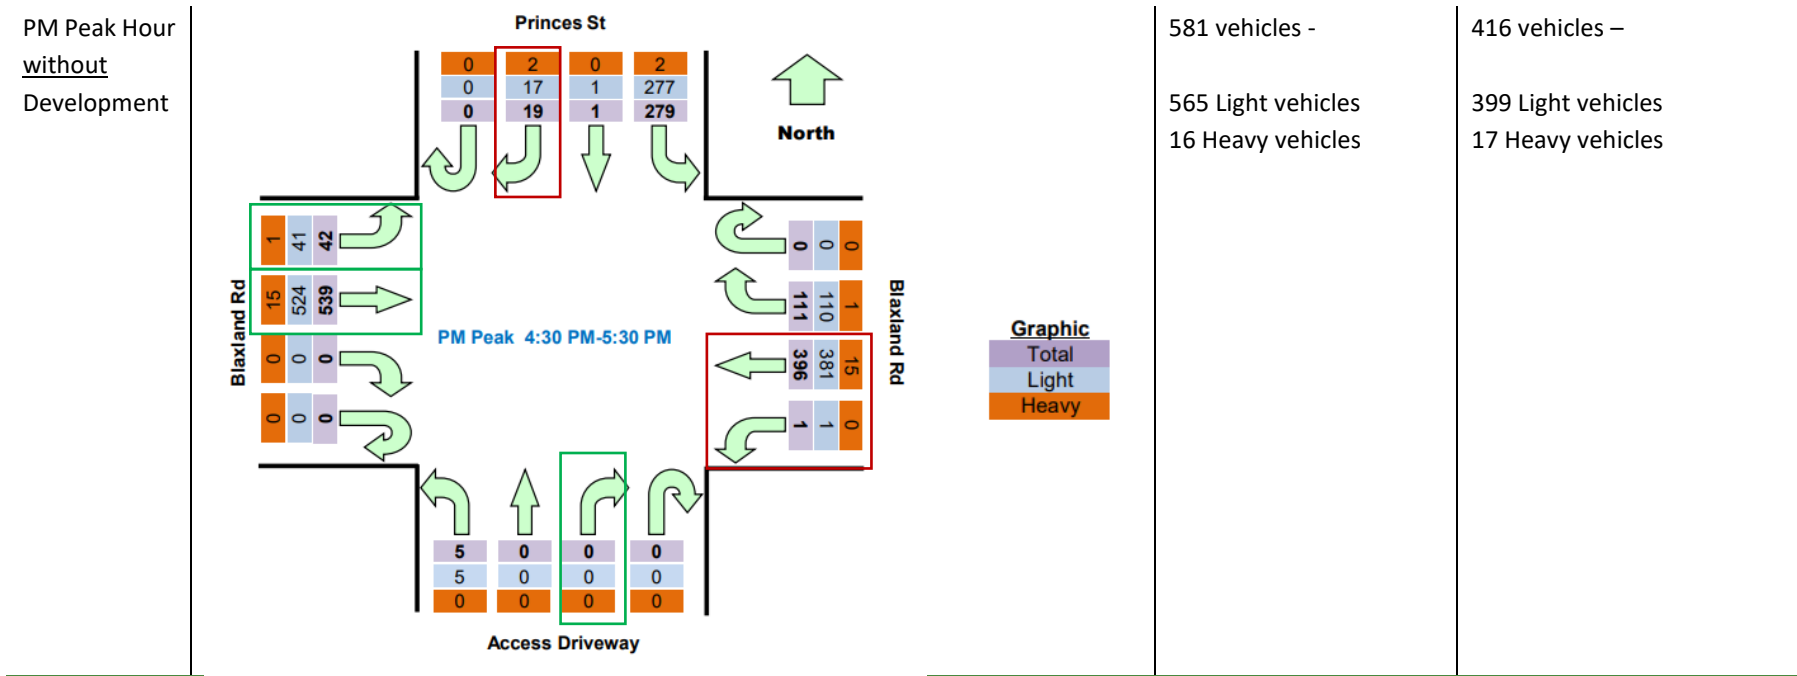 PM Peak Hour
without
Development
Princes St
0 2 0 2
0 17 1 277
0 19 1 279
North
1 41 42
15 524 539
0 0 0
0 0 0
Blaxland Rd
PM Peak 4:30 PM-5:30 PM
0 0 0
111 110 1
396 381 15
1 1 0
Blaxland Rd
5 0 0 0
5 0 0 0
0 0 0 0
Access Driveway
Graphic
Total
Light
Heavy
581 vehicles -
565 Light vehicles
16 Heavy vehicles
416 vehicles –
399 Light vehicles
17 Heavy vehicles